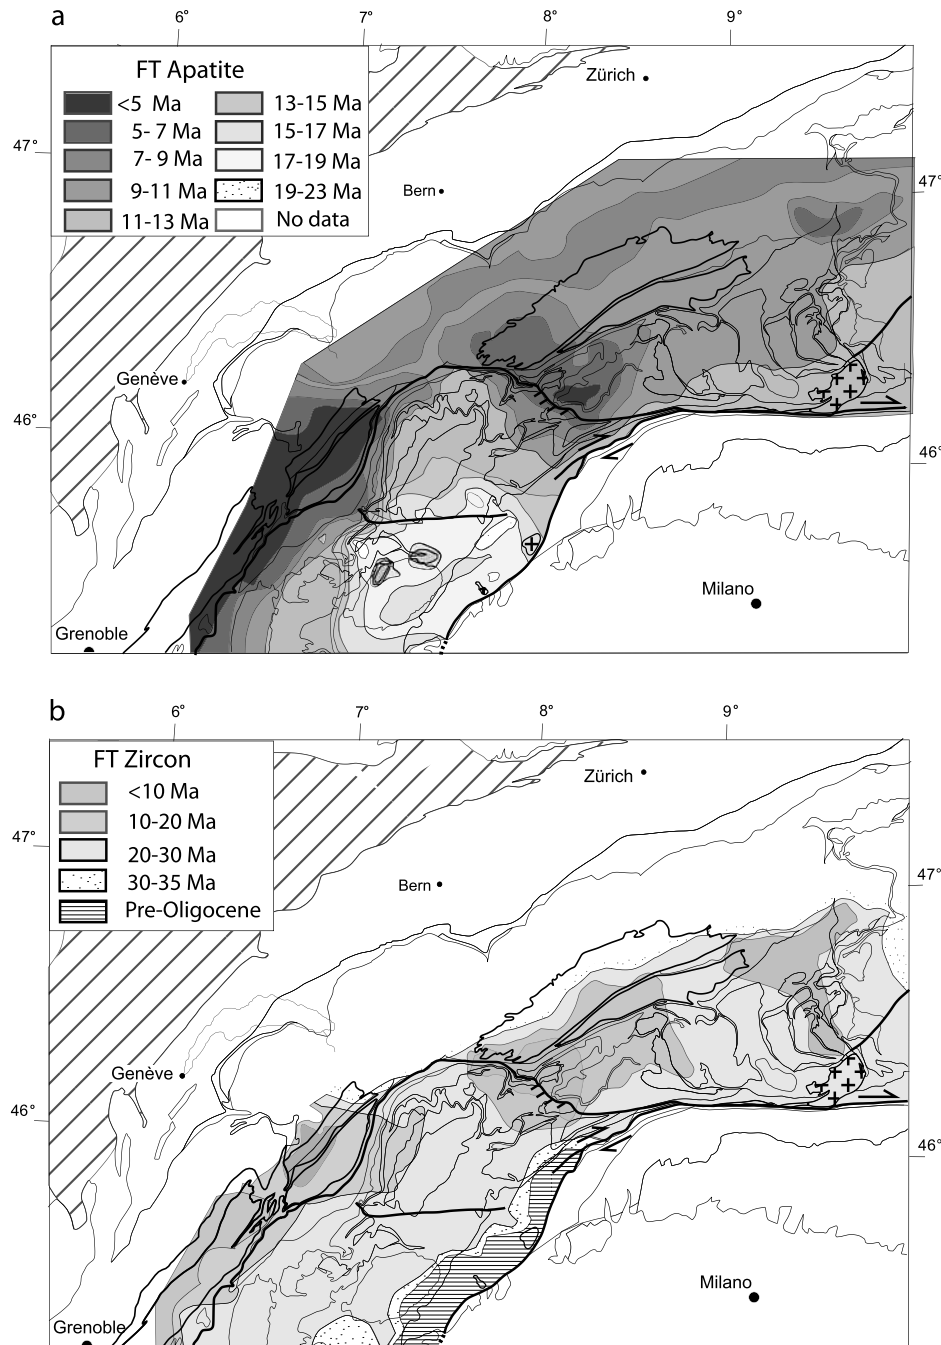 a
6° 7° 8° 9°
FT Apatite
<5 Ma 13-15 Ma
5- 7 Ma 15-17 Ma
7- 9 Ma 17-19 Ma
9-11 Ma 19-23 Ma
11-13 Ma No data
Zürich
47°
Bern
47°
Genève
46°
46°
Milano
Grenoble
b
6° 7° 8° 9°
FT Zircon
<10 Ma
10-20 Ma
20-30 Ma
30-35 Ma
Pre-Oligocene
Zürich
47°
Bern
47°
Genève
46°
46°
Milano
Grenoble